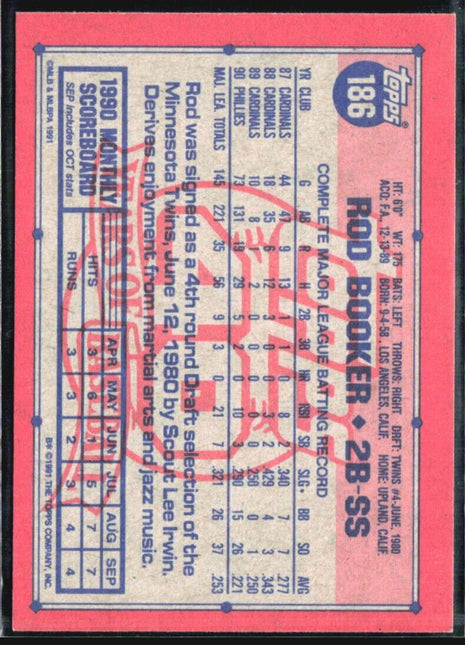 Topps®
186
HT: 6'0" WT: 175 BATS: LEFT THROWS: RIGHT DRFT: TWINS #4-JUNE, 1980
ACQ: F.A., 12-13-89 BORN: 9-4-58, LOS ANGELES CALIF. HOME: UPLAND, CALIF.
ROD BOOKER ♦ 2B-SS
COMPLETE MAJOR LEAGUE BATTING RECORD
YR CLUB G AB R H 2B 3B HR RBI SB SLG BB SO AVG
87 CARDINALS 44 47 9 13 1 1 0 8 2 .340 7 7 .277
88 CARDINALS 18 35 6 12 3 0 0 3 2 .429 4 3 .343
89 CARDINALS 10 8 1 2 0 0 0 0 0 .250 0 1 .250
90 PHILLIES 73 131 19 29 5 2 0 10 3 .290 15 26 .221
MAJ. LEA. TOTALS 145 221 35 56 9 3 0 21 7 .321 26 37 .253
Rod was signed as a 4th round Draft selection of the
Minnesota Twins, June 12, 1980 by Scout Lee Irwin.
Derives enjoyment from martial arts and jazz music.
1990 MONTHLY
SCOREBOARD
SEP includes OCT stats
APR MAY JUN JUL AUG SEP
HITS 3 6 1 5 7 7
RUNS 3 3 2 3 4 4
YEARS OF BASEBALL
40
©MLB & MLBPA 1991
B* ©1991 THE TOPPS COMPANY, INC.